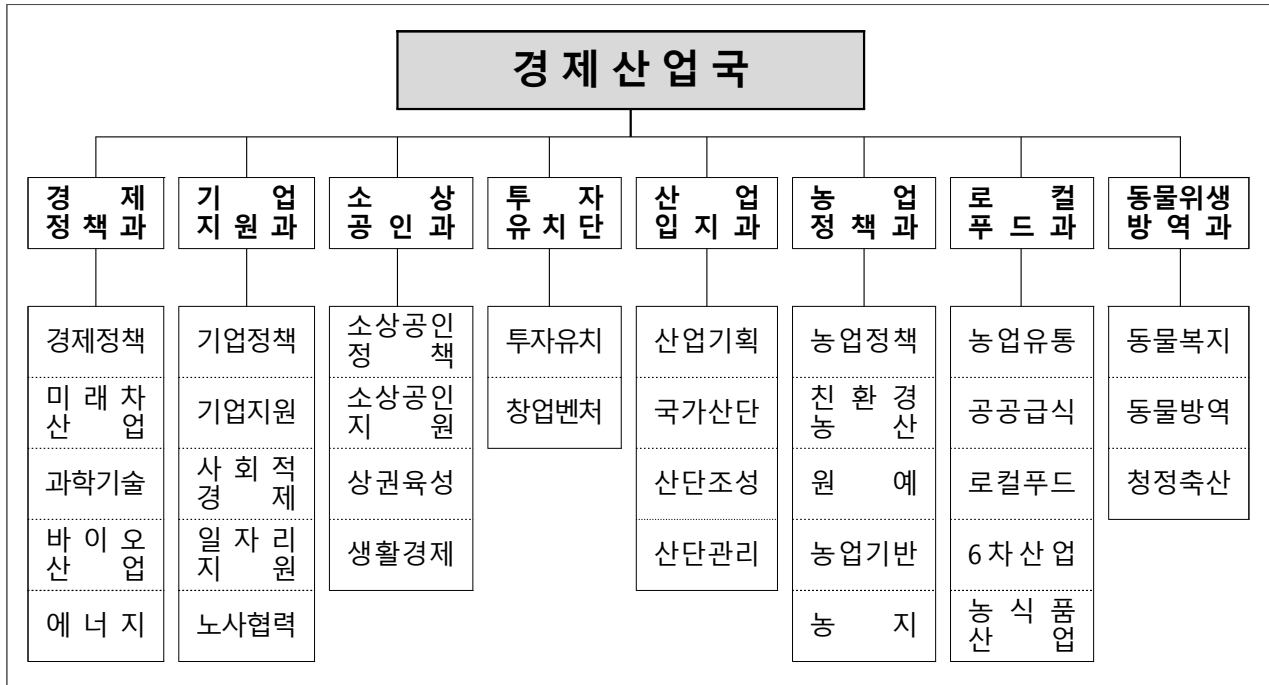 경제산업국
경제
정책과
기업
지원과
소상
공인과
투자
유치단
산업
입지과
농업
정책과
로컬
푸드과
동물위생
방역과
경제정책
미래차
산업
과학기술
바이오
산업
에너지
기업정책
기업지원
사회적
경제
일자리
지원
노사협력
소상공인
정책
소상공인
지원
상권육성
생활경제
투자유치
창업벤처
산업기획
국가산단
산단조성
산단관리
농업정책
친환경
농산
원예
농업기반
농지
농업유통
공공급식
로컬푸드
6차산업
농식품
산업
동물복지
동물방역
청정축산